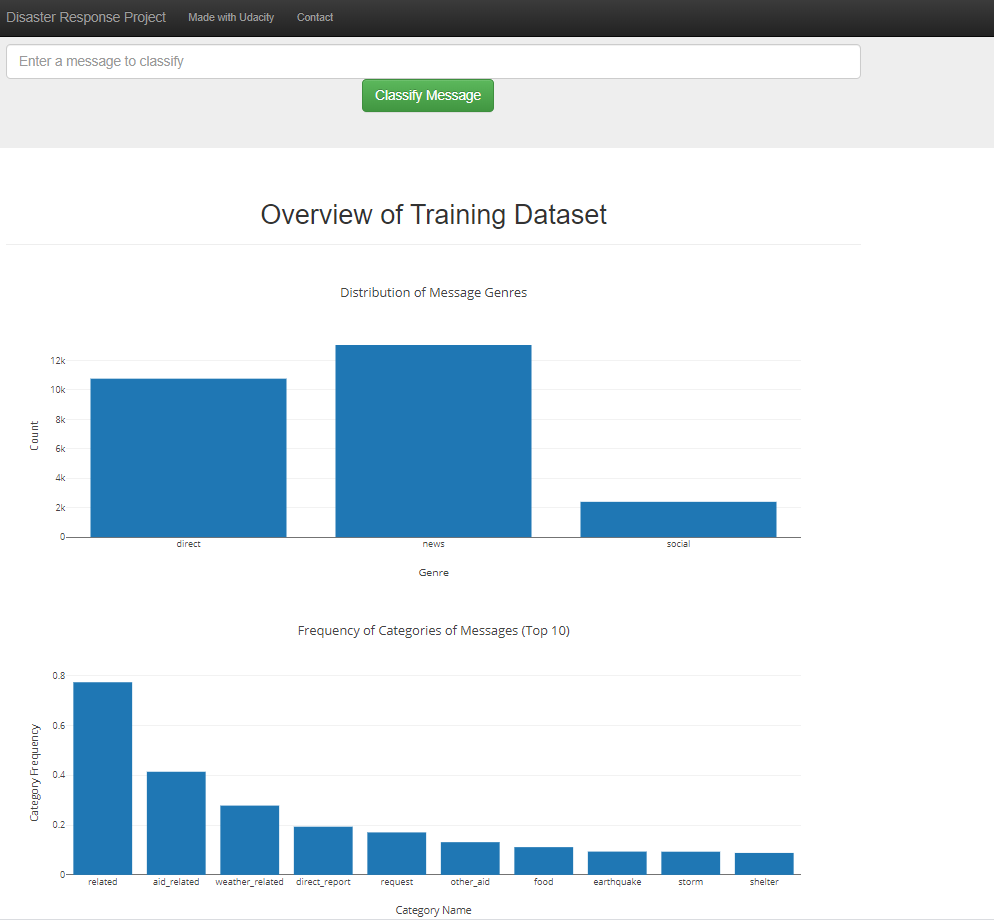 Disaster Response Project Made with Udacity Contact
Enter a message to classify
Classify Message
Overview of Training Dataset
Distribution of Message Genres
12k
10k
8k
6k
4k
2k
0
Count
direct news social
Genre
Frequency of Categories of Messages (Top 10)
0.8
0.6
0.4
0.2
0
Category Frequency
related aid_related weather_related direct_report request other_aid food earthquake storm shelter
Category Name